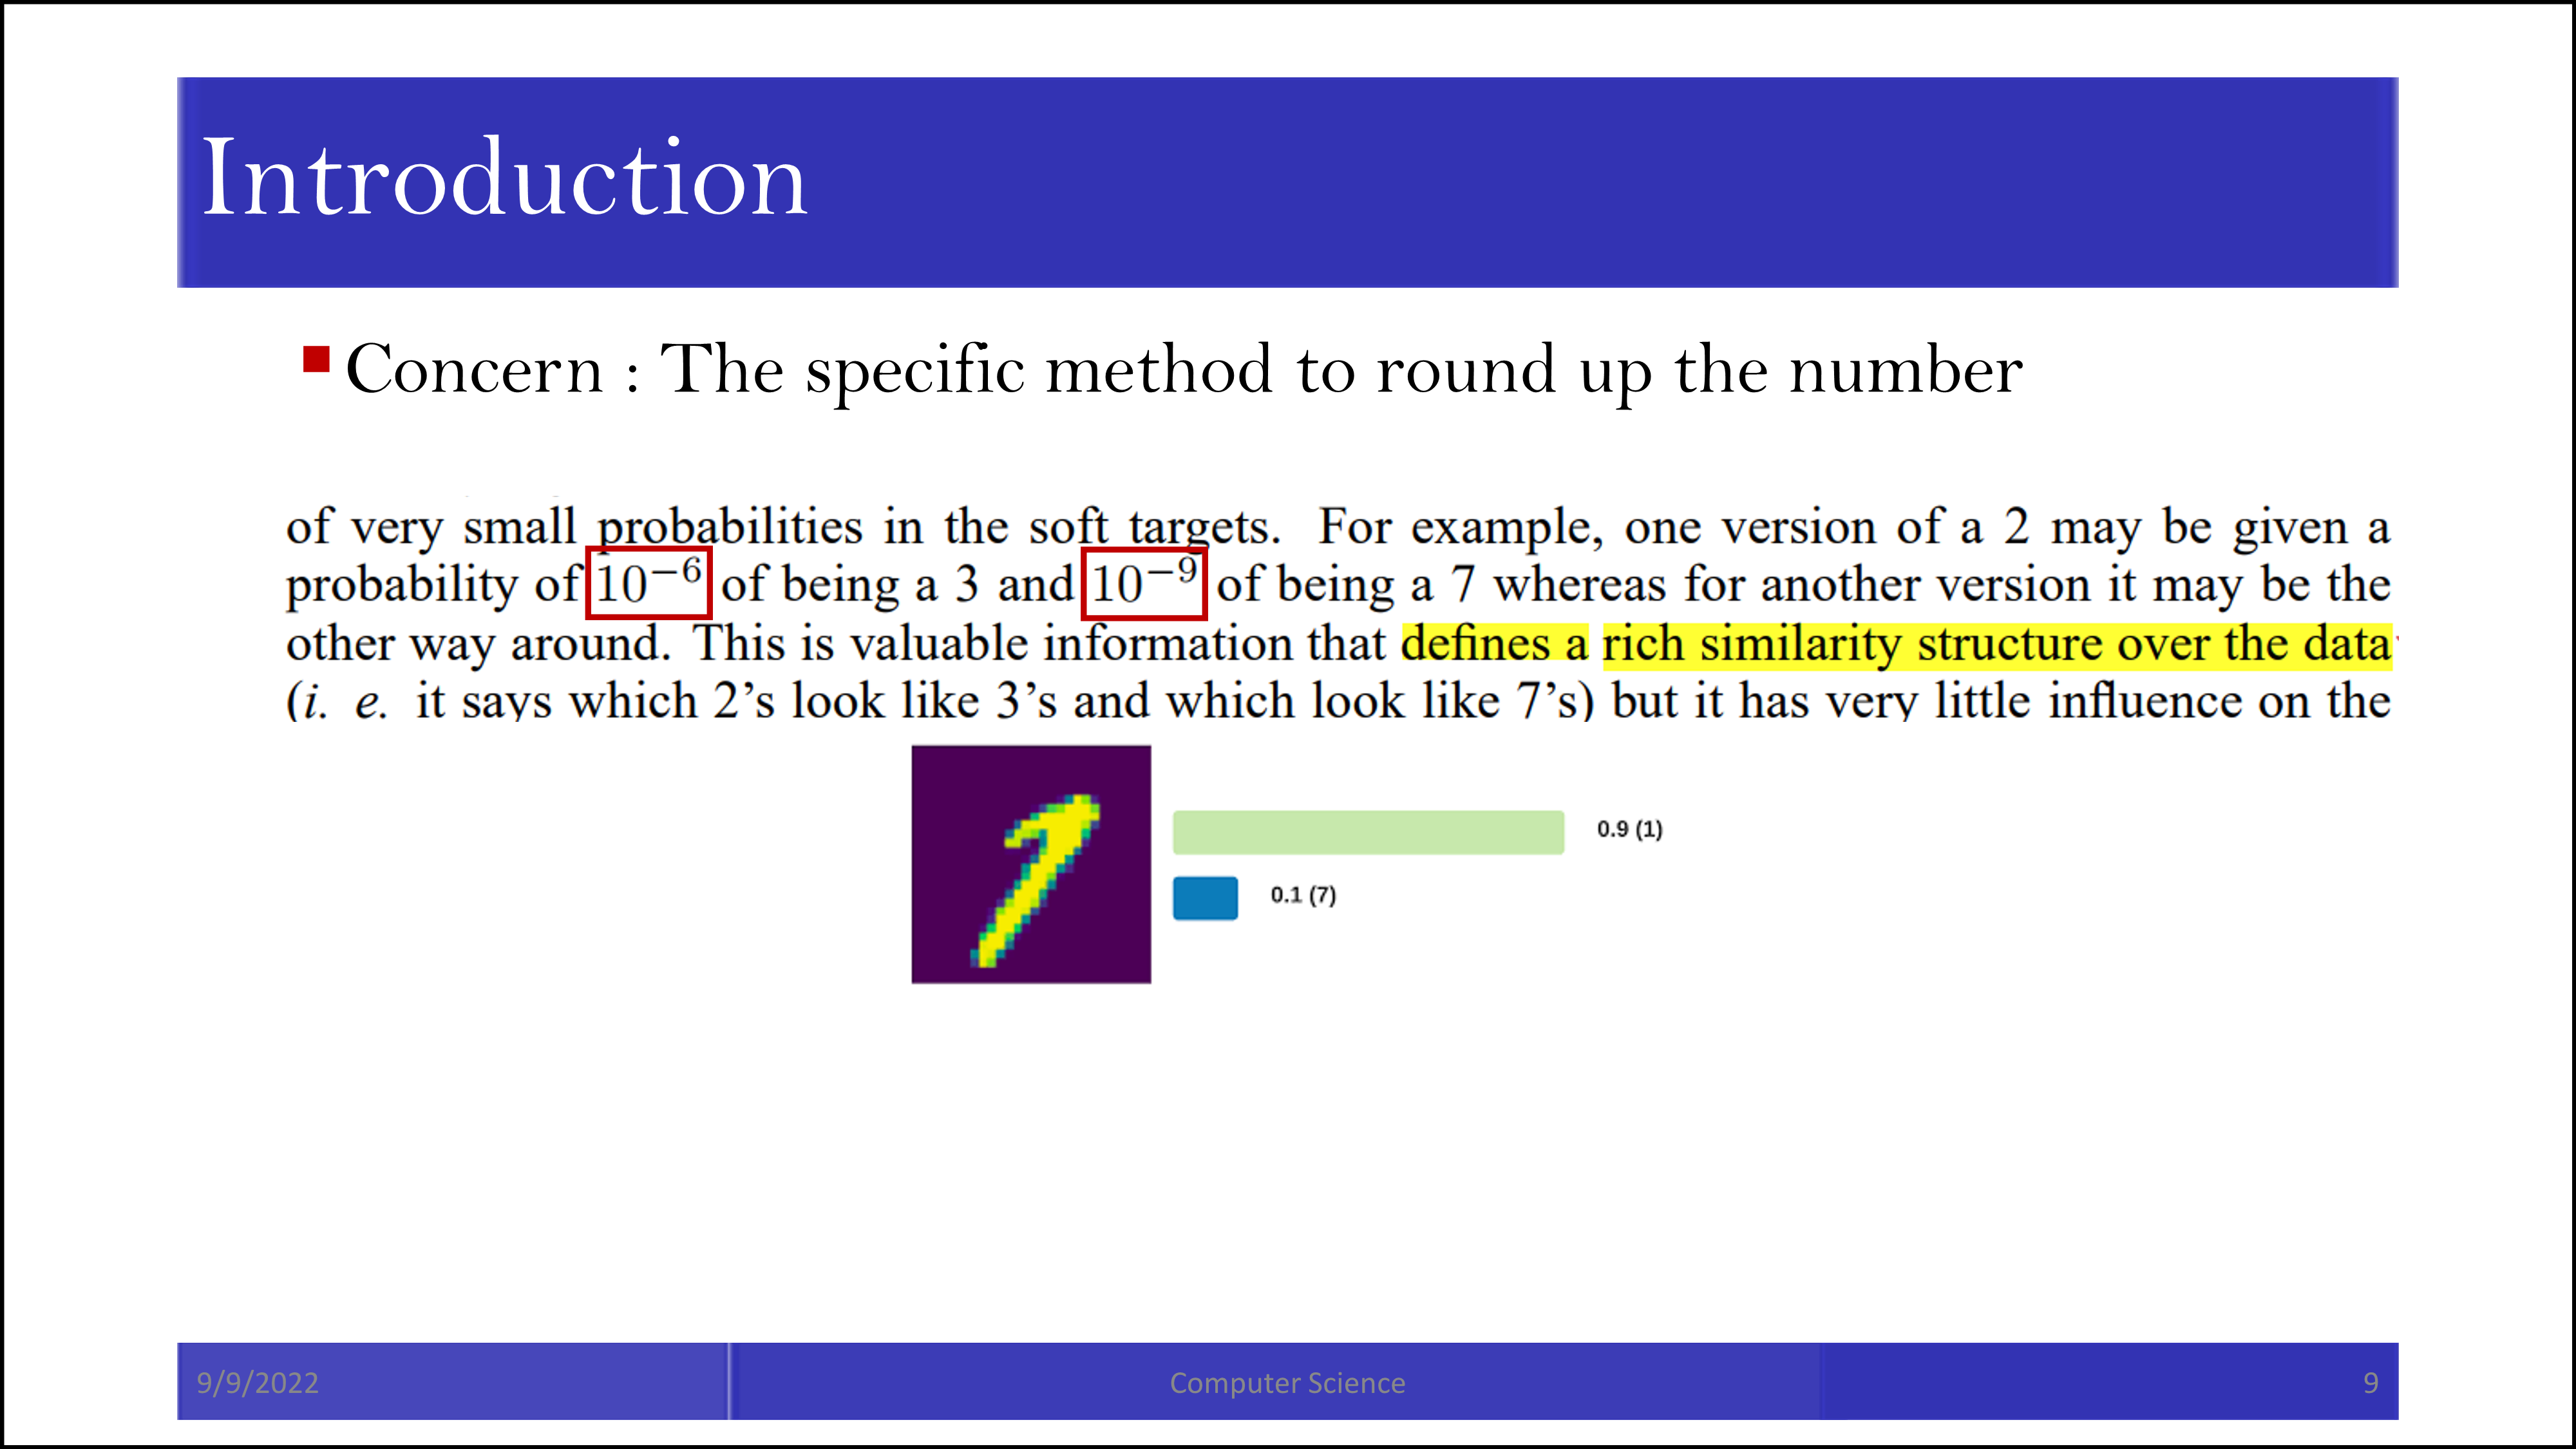 Introduction
Concern : The specific method to round up the number
of very small probabilities in the soft targets. For example, one version of a 2 may be given a
probability of 10⁻⁶ of being a 3 and 10⁻⁹ of being a 7 whereas for another version it may be the
other way around. This is valuable information that defines a rich similarity structure over the data
(i. e. it says which 2’s look like 3’s and which look like 7’s) but it has very little influence on the
0.9 (1)
0.1 (7)
9/9/2022
Computer Science
9